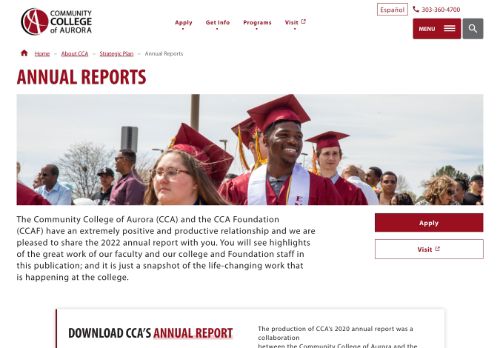 COMMUNITY
COLLEGE
of AURORA
Apply
Get Info
Programs
Visit
Español
303-360-4700
MENU
Home – About CCA – Strategic Plan – Annual Reports
ANNUAL REPORTS
The Community College of Aurora (CCA) and the CCA Foundation
(CCAF) have an extremely positive and productive relationship and we are
pleased to share the 2022 annual report with you. You will see highlights
of the great work of our faculty and our college and Foundation staff in
this publication; and it is just a snapshot of the life-changing work that
is happening at the college.
Apply
Visit
DOWNLOAD CCA'S ANNUAL REPORT
The production of CCA's 2020 annual report was a
collaboration
between the Community College of Aurora and the